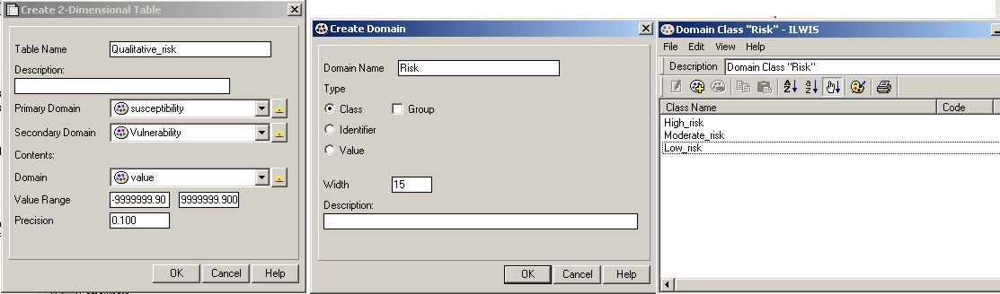 Create 2-Dimensional Table
Table Name Qualitative_risk
Description:
Primary Domain susceptibility
Secondary Domain Vulnerability
Contents:
Domain value
Value Range -9999999.90 9999999.900
Precision 0.100
OK Cancel Help
Create Domain
Domain Name Risk
Type
Class Group
Identifier
Value
Width 15
Description:
OK Cancel Help
Domain Class "Risk" - ILWIS
File Edit View Help
Description Domain Class "Risk"
Class Name Code
High_risk
Moderate_risk
Low_risk